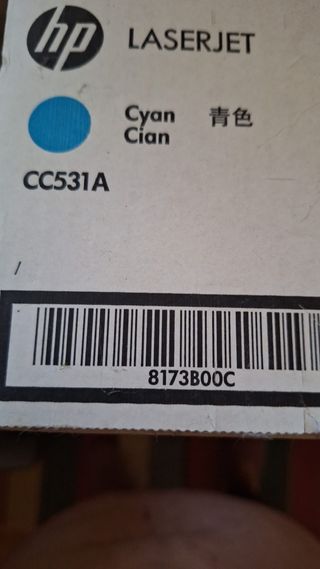 hp LASERJET
Cyan 青色
Cian
CC531A
8173B00C